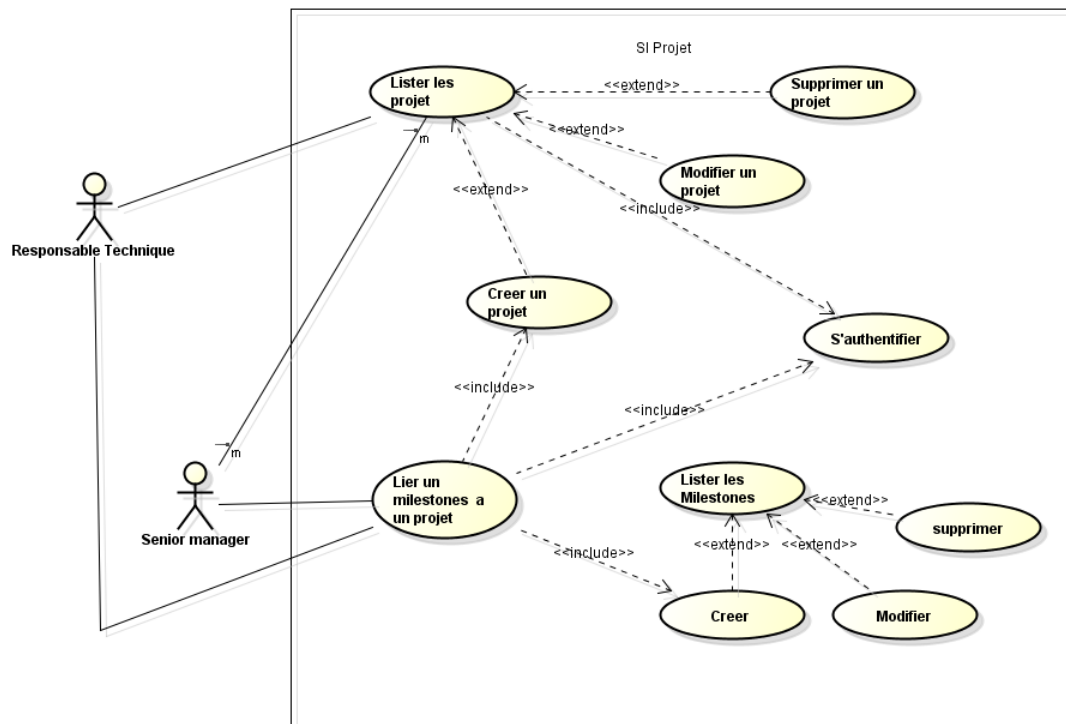 SI Projet
Lister les
projet
<<extend>>
Supprimer un
projet
m
<<extend>>
Modifier un
projet
<<extend>>
<<include>>
Responsable Technique
Creer un
projet
S'authentifier
<<include>>
<<include>>
m
Lier un
milestones a
un projet
Senior manager
Lister les
Milestones
<<extend>>
supprimer
<<include>>
<<extend>>
<<extend>>
Creer
Modifier